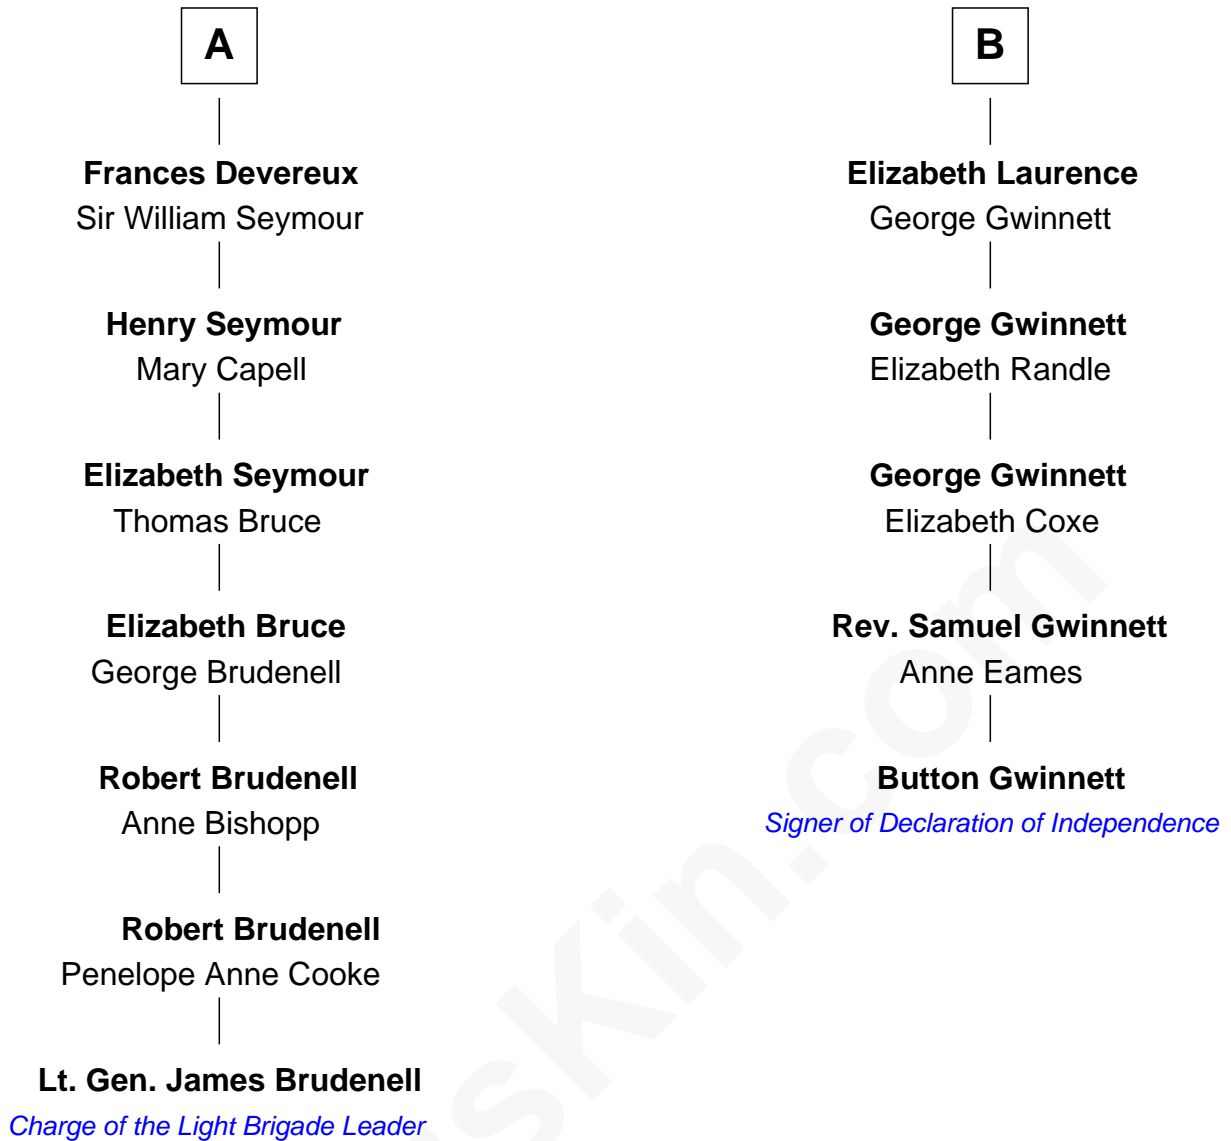 A
Frances Devereux
Sir William Seymour
Henry Seymour
Mary Capell
Elizabeth Seymour
Thomas Bruce
Elizabeth Bruce
George Brudenell
Robert Brudenell
Anne Bishopp
Robert Brudenell
Penelope Anne Cooke
Lt. Gen. James Brudenell
Charge of the Light Brigade Leader
B
Elizabeth Laurence
George Gwinnett
George Gwinnett
Elizabeth Randle
George Gwinnett
Elizabeth Coxe
Rev. Samuel Gwinnett
Anne Eames
Button Gwinnett
Signer of Declaration of Independence
sKin.com